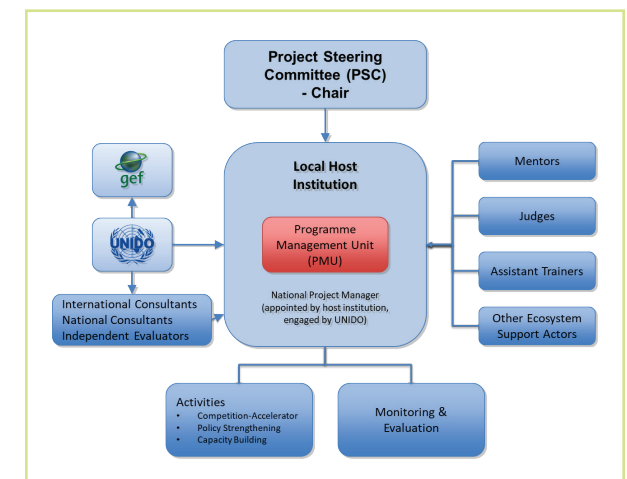 Project Steering
Committee (PSC)
- Chair
Local Host
Institution
Programme
Management Unit
(PMU)
National Project Manager
(appointed by host institution,
engaged by UNIDO)
gef
UNIDO
International Consultants
National Consultants
Independent Evaluators
Mentors
Judges
Assistant Trainers
Other Ecosystem
Support Actors
Activities
• Competition-Accelerator
• Policy Strengthening
• Capacity Building
Monitoring &
Evaluation